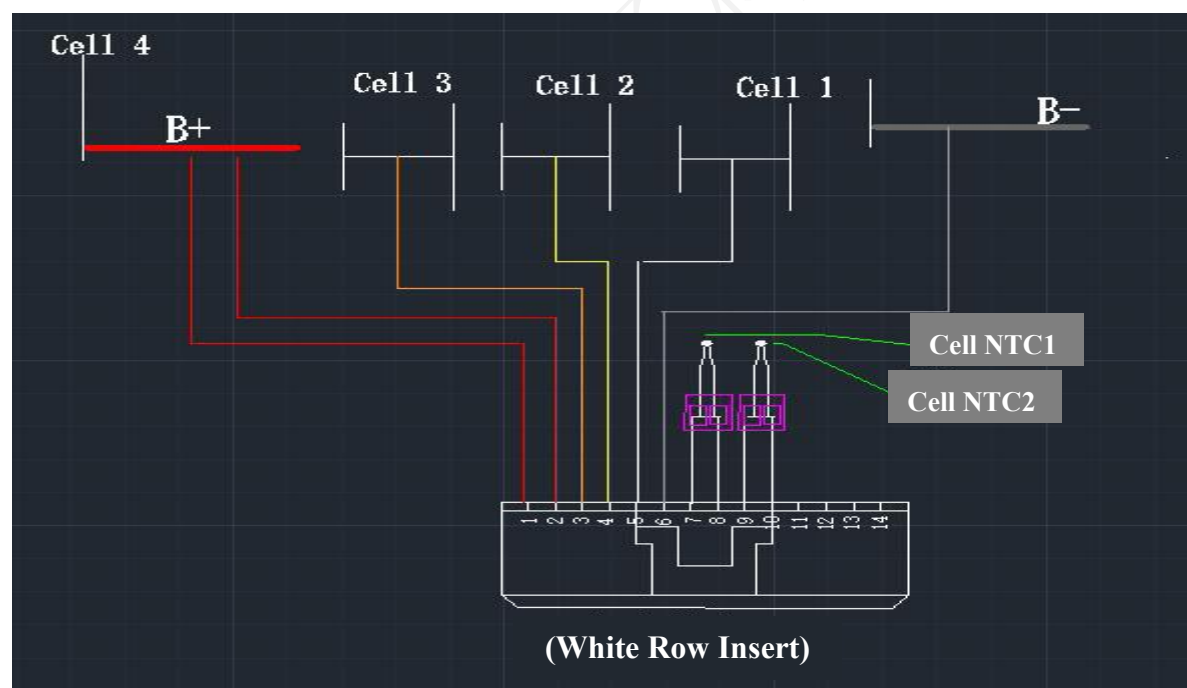 Cell 4
B+
Cell 3
Cell 2
Cell 1
B-
Cell NTC1
Cell NTC2
1 2 3 4 5 6 7 8 9 10 11 12 13 14
(White Row Insert)